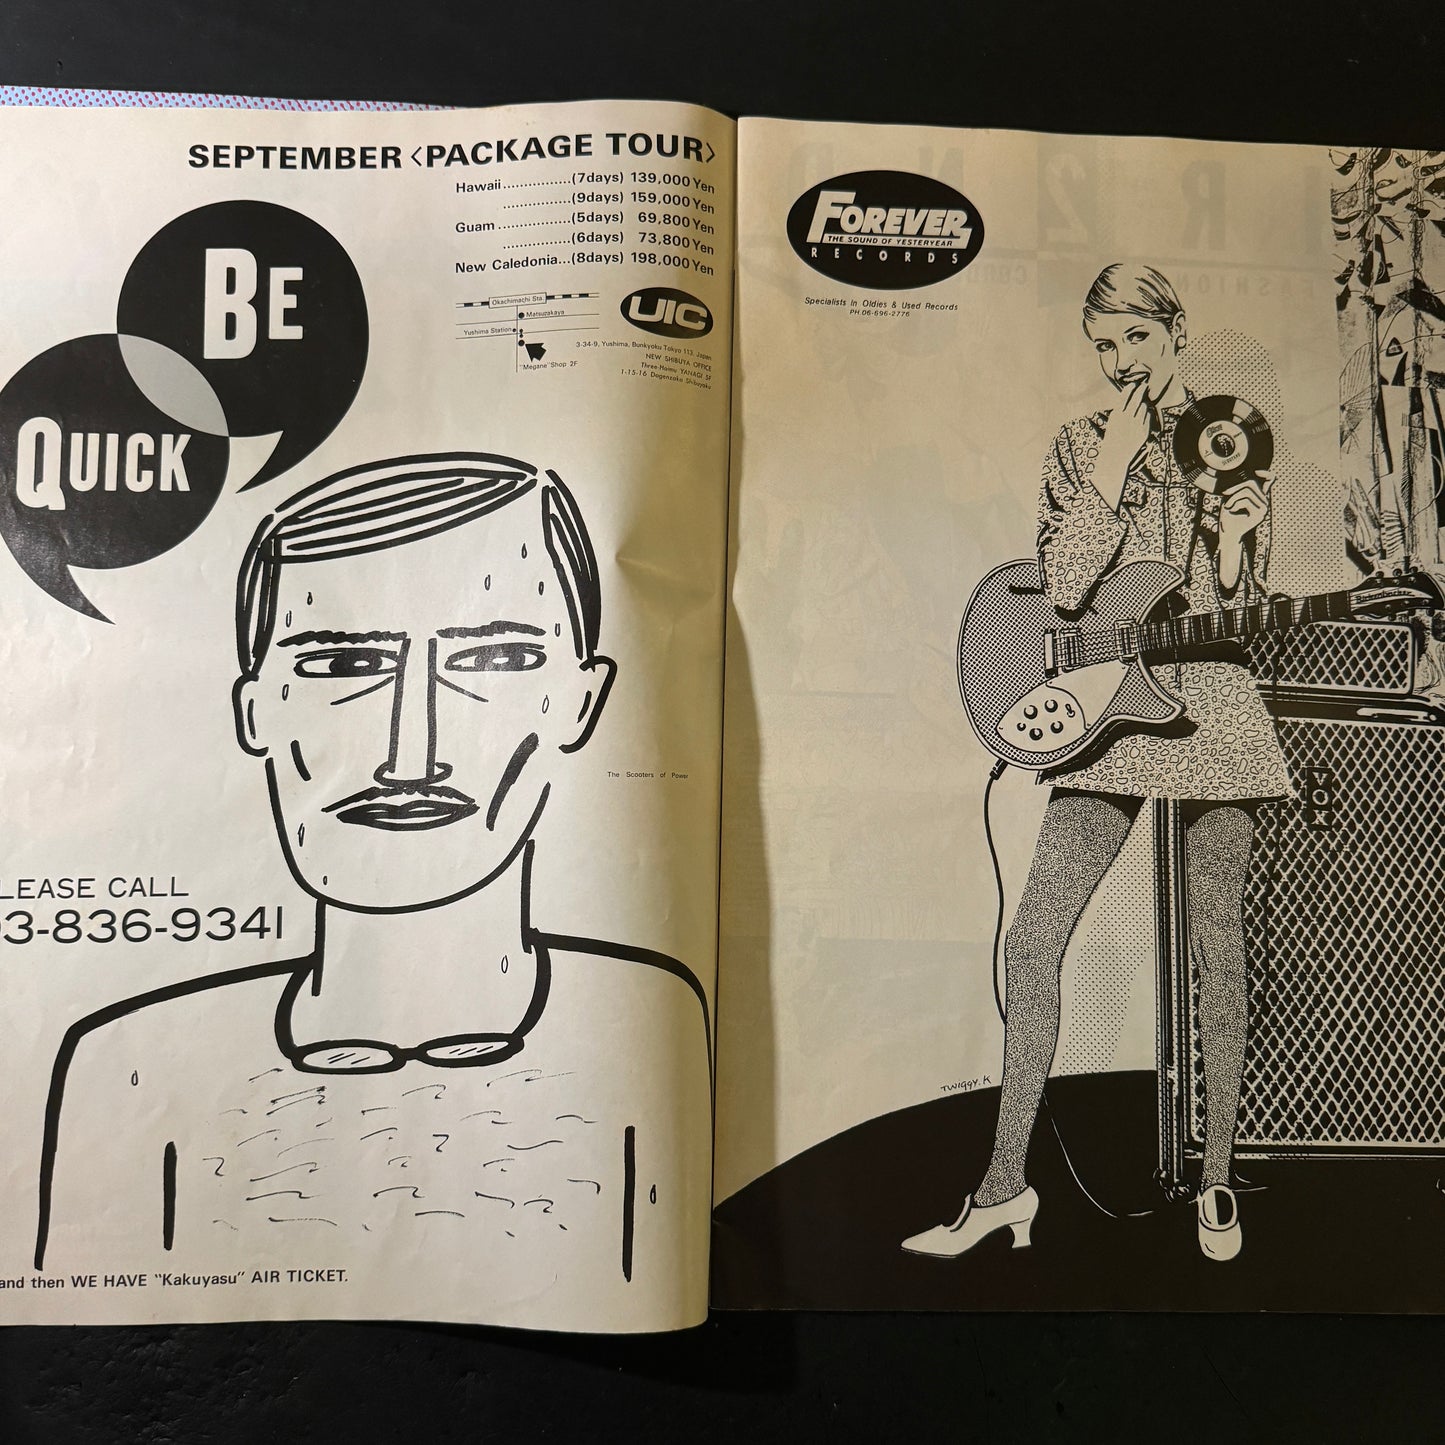 SEPTEMBER <PACKAGE TOUR>
Hawaii................(7days) 139,000 Yen
................(9days) 159,000 Yen
Guam ................(5days) 69,800 Yen
................(6days) 73,800 Yen
New Caledonia...(8days) 198,000 Yen
Okachimachi Sta.
Matsuzakaya
Yushima Station
"Megane" Shop 2F
UIC
3-34-9, Yushima, Bunkyoku Tokyo 113, Japan
NEW SHIBUYA OFFICE
YANAGI 5F
1-15-16 Dogenzaka Shibuyaku
BE
QUICK
The Scooters of Power
LEASE CALL
03-836-9341
and then WE HAVE "Kakuyasu" AIR TICKET.
FOREVER
THE SOUND OF YESTERYEAR
RECORDS
Specialists in Oldies & Used Records
PH 06-696-2776
Rickenbacker
VOX
TWIGGY. K